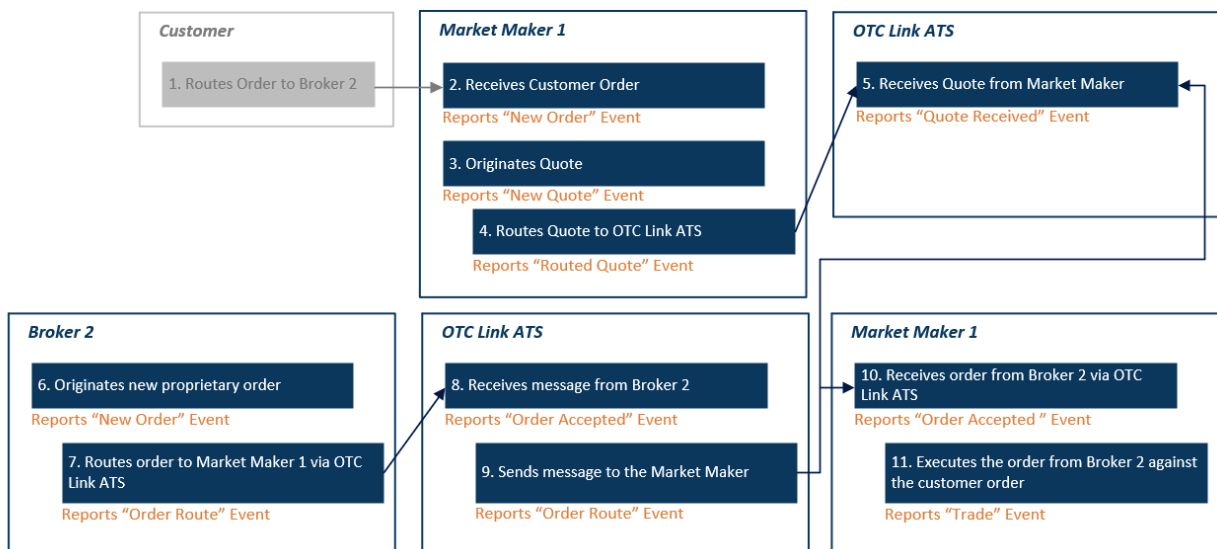 Customer
1. Routes Order to Broker 2
Market Maker 1
2. Receives Customer Order
Reports “New Order” Event
3. Originates Quote
Reports “New Quote” Event
4. Routes Quote to OTC Link ATS
Reports “Routed Quote” Event
OTC Link ATS
5. Receives Quote from Market Maker
Reports “Quote Received” Event
Broker 2
6. Originates new proprietary order
Reports “New Order” Event
7. Routes order to Market Maker 1 via OTC
Link ATS
Reports “Order Route” Event
OTC Link ATS
8. Receives message from Broker 2
Reports “Order Accepted” Event
9. Sends message to the Market Maker
Reports “Order Route” Event
Market Maker 1
10. Receives order from Broker 2 via OTC
Link ATS
Reports “Order Accepted ” Event
11. Executes the order from Broker 2 against
the customer order
Reports “Trade” Event